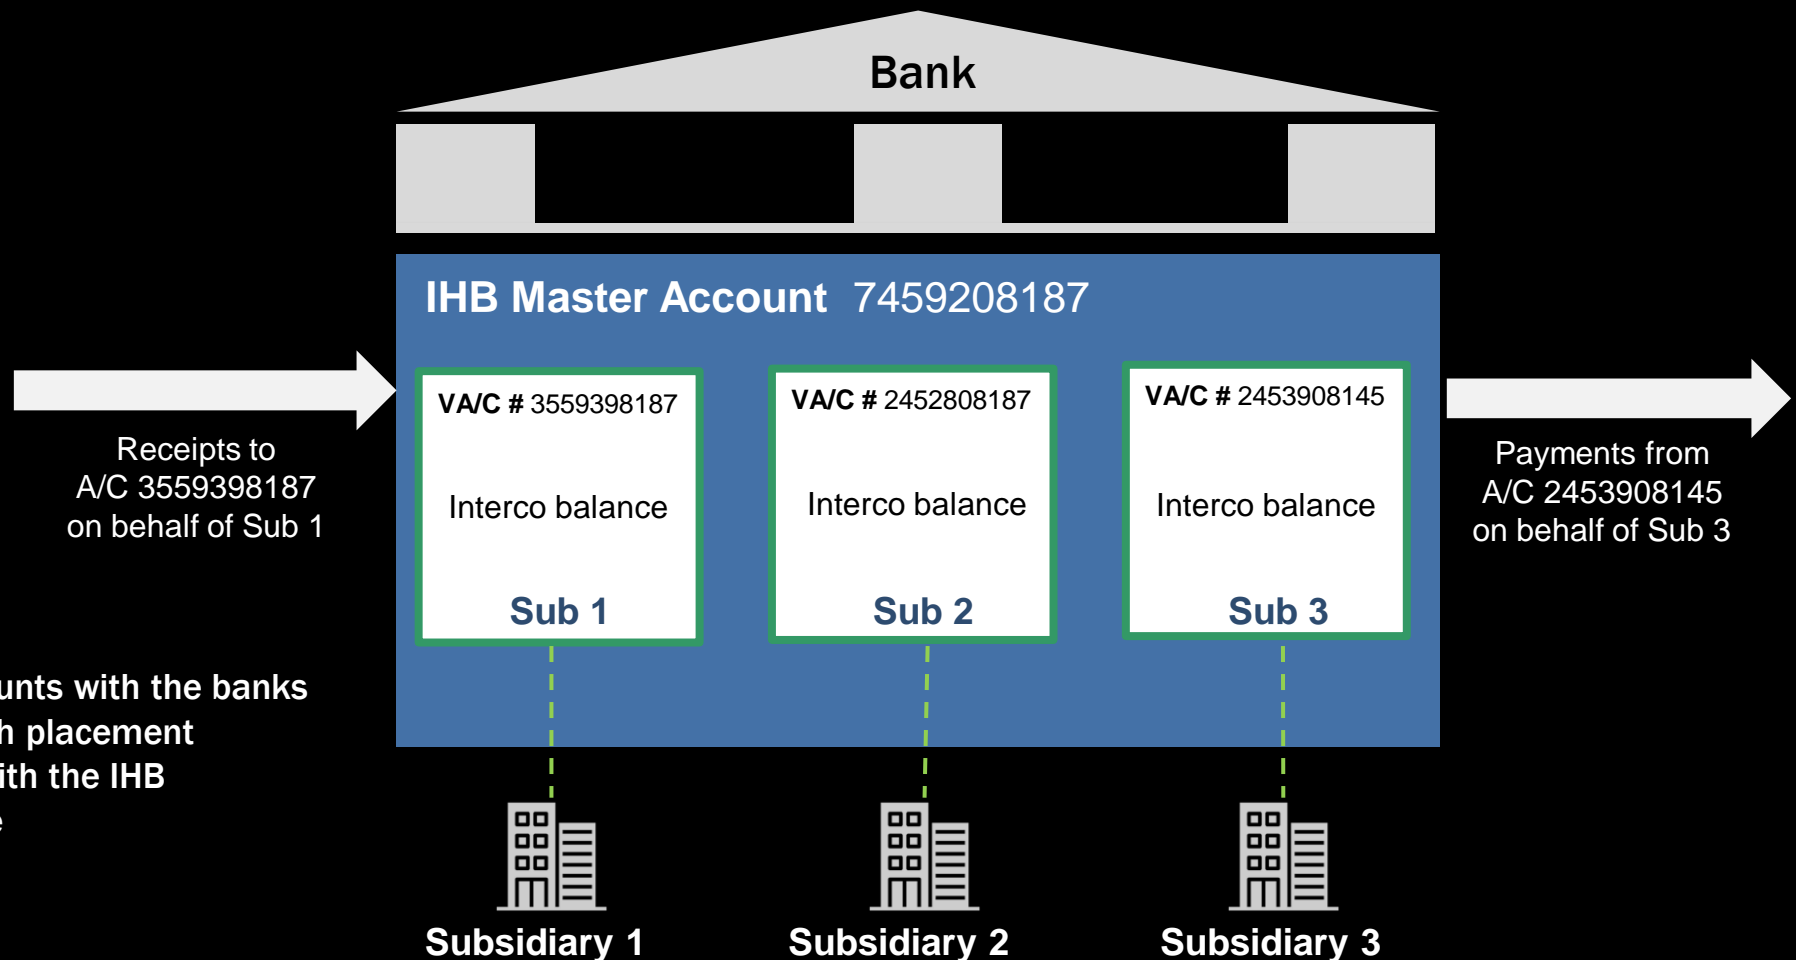 Bank
IHB Master Account 7459208187
VA/C # 3559398187
Interco balance
Sub 1
VA/C # 2452808187
Interco balance
Sub 2
VA/C # 2453908145
Interco balance
Sub 3
Receipts to
A/C 3559398187
on behalf of Sub 1
Payments from
A/C 2453908145
on behalf of Sub 3
with the banks
placement
with the IHB
Subsidiary 1
Subsidiary 2
Subsidiary 3